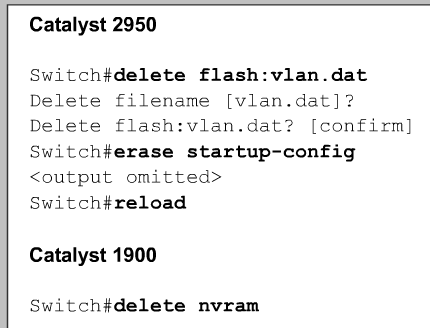 Catalyst 2950
Switch#delete flash:vlan.dat
Delete filename [vlan.dat]?
Delete flash:vlan.dat? [confirm]
Switch#erase startup-config
<output omitted>
Switch#reload
Catalyst 1900
Switch#delete nvram